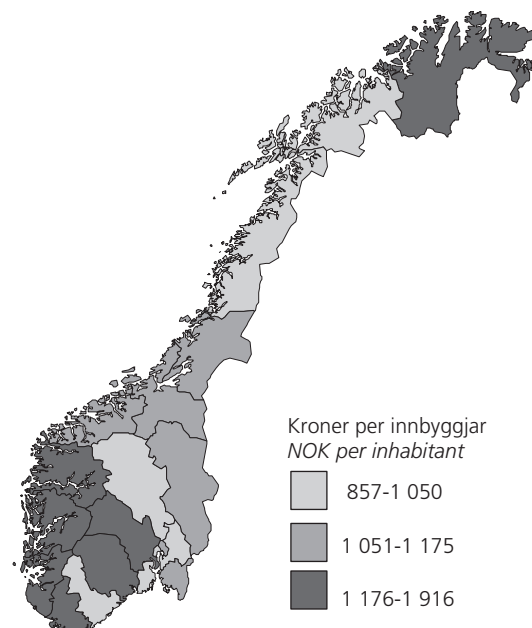 Kroner per innbyggjar
NOK per inhabitant
857-1 050
1 051-1 175
1 176-1 916